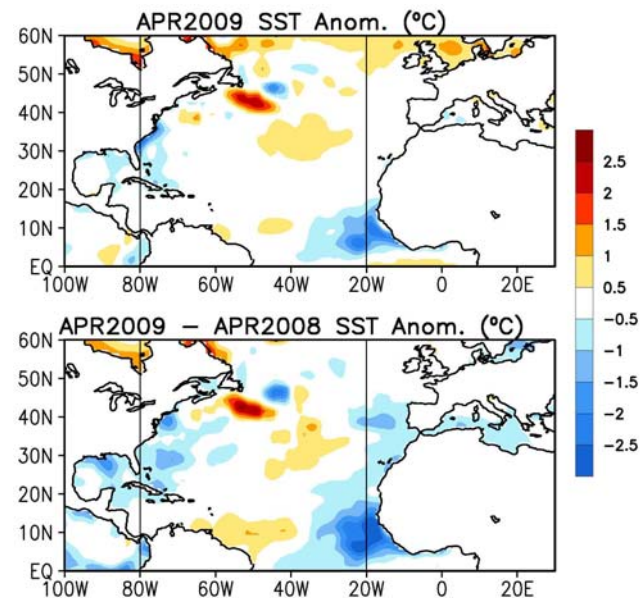 APR2009 SST Anom. (ºC)
60N
50N
40N
30N
20N
10N
EQ
100W 80W 60W 40W 20W 0 20E
APR2009 − APR2008 SST Anom. (ºC)
60N
50N
40N
30N
20N
10N
EQ
100W 80W 60W 40W 20W 0 20E
2.5
2
1.5
1
0.5
-0.5
-1
-1.5
-2
-2.5